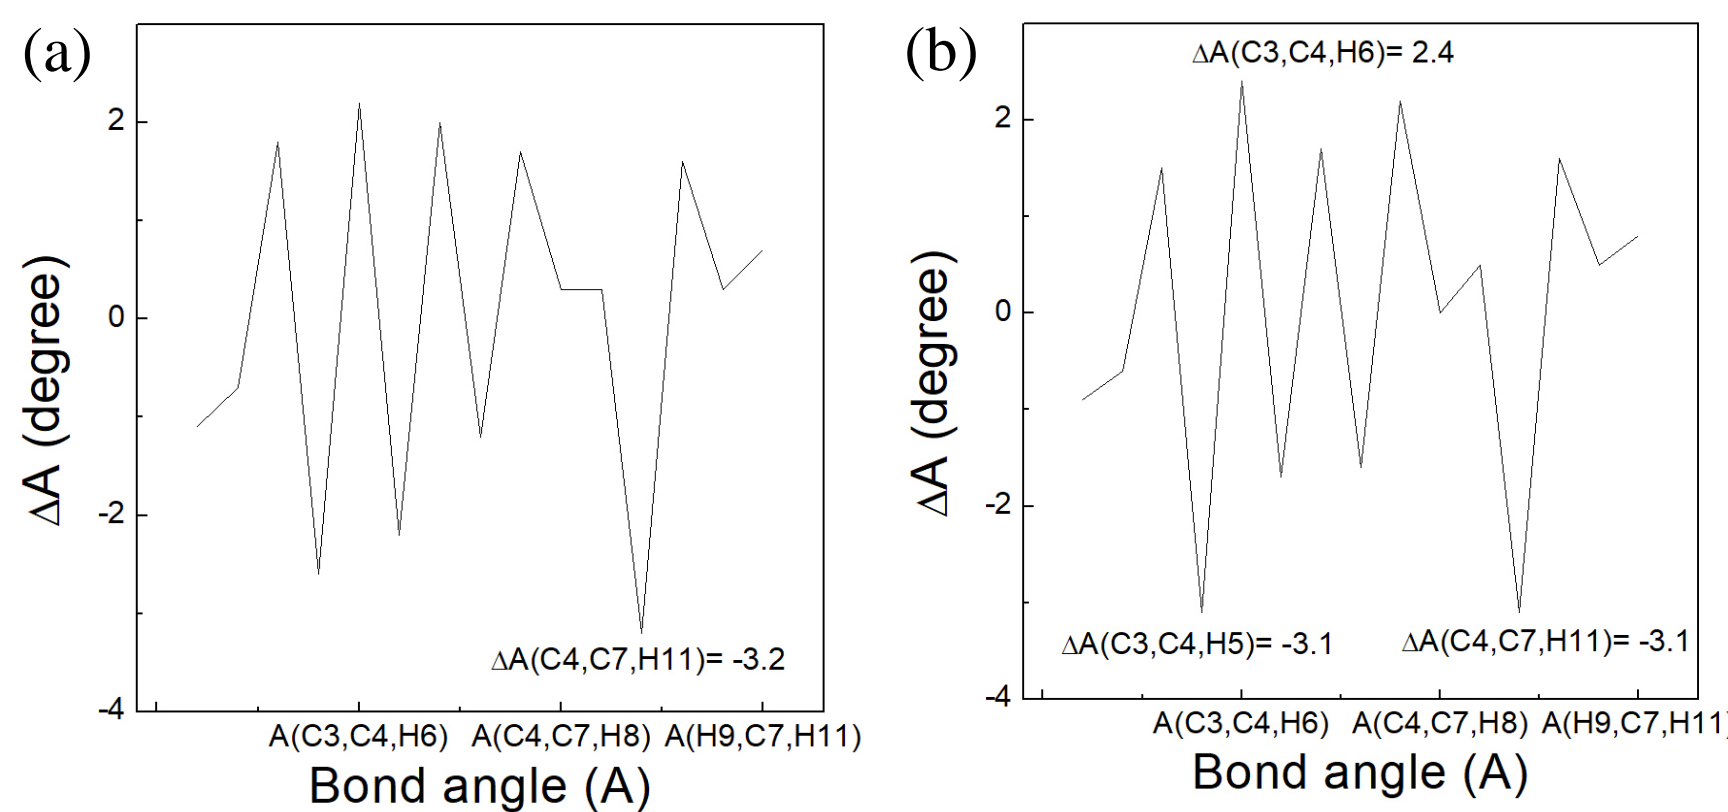 (a)
2
0
-2
-4
ΔA (degree)
ΔA(C4,C7,H11)= -3.2
A(C3,C4,H6) A(C4,C7,H8) A(H9,C7,H11)
Bond angle (A)
(b)
ΔA(C3,C4,H6)= 2.4
2
0
-2
-4
ΔA (degree)
ΔA(C3,C4,H5)= -3.1 ΔA(C4,C7,H11)= -3.1
A(C3,C4,H6) A(C4,C7,H8) A(H9,C7,H11)
Bond angle (A)